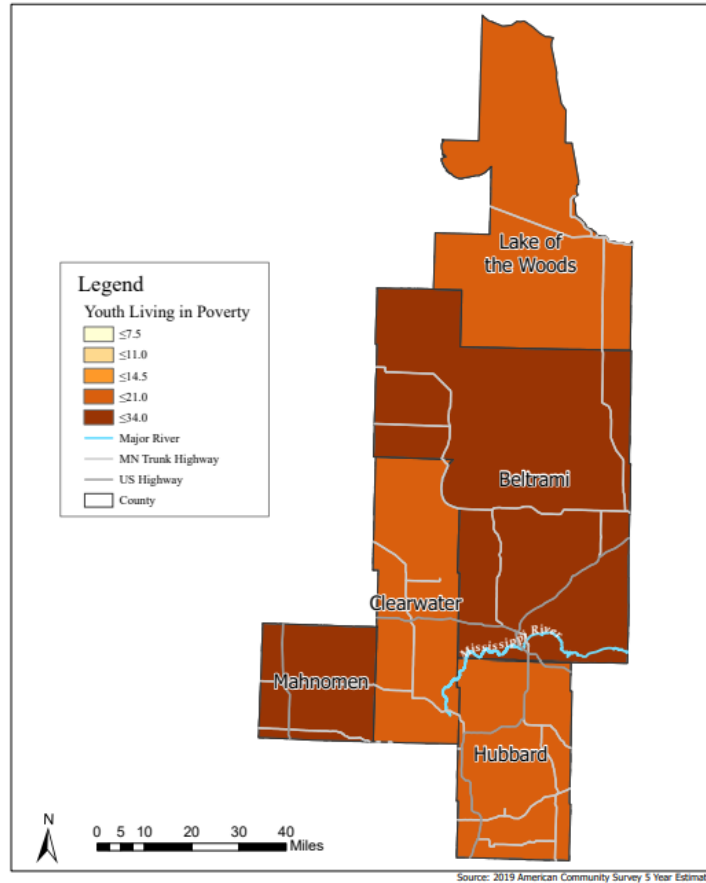 Lake of
the Woods
Legend
Youth Living in Poverty
≤7.5
≤11.0
≤14.5
≤21.0
≤34.0
Major River
MN Trunk Highway
US Highway
County
Beltrami
Clearwater
Mississippi River
Mahnomen
Hubbard
N
0 5 10 20 30 40
Miles
Source: 2019 American Community Survey 5 Year Estimat